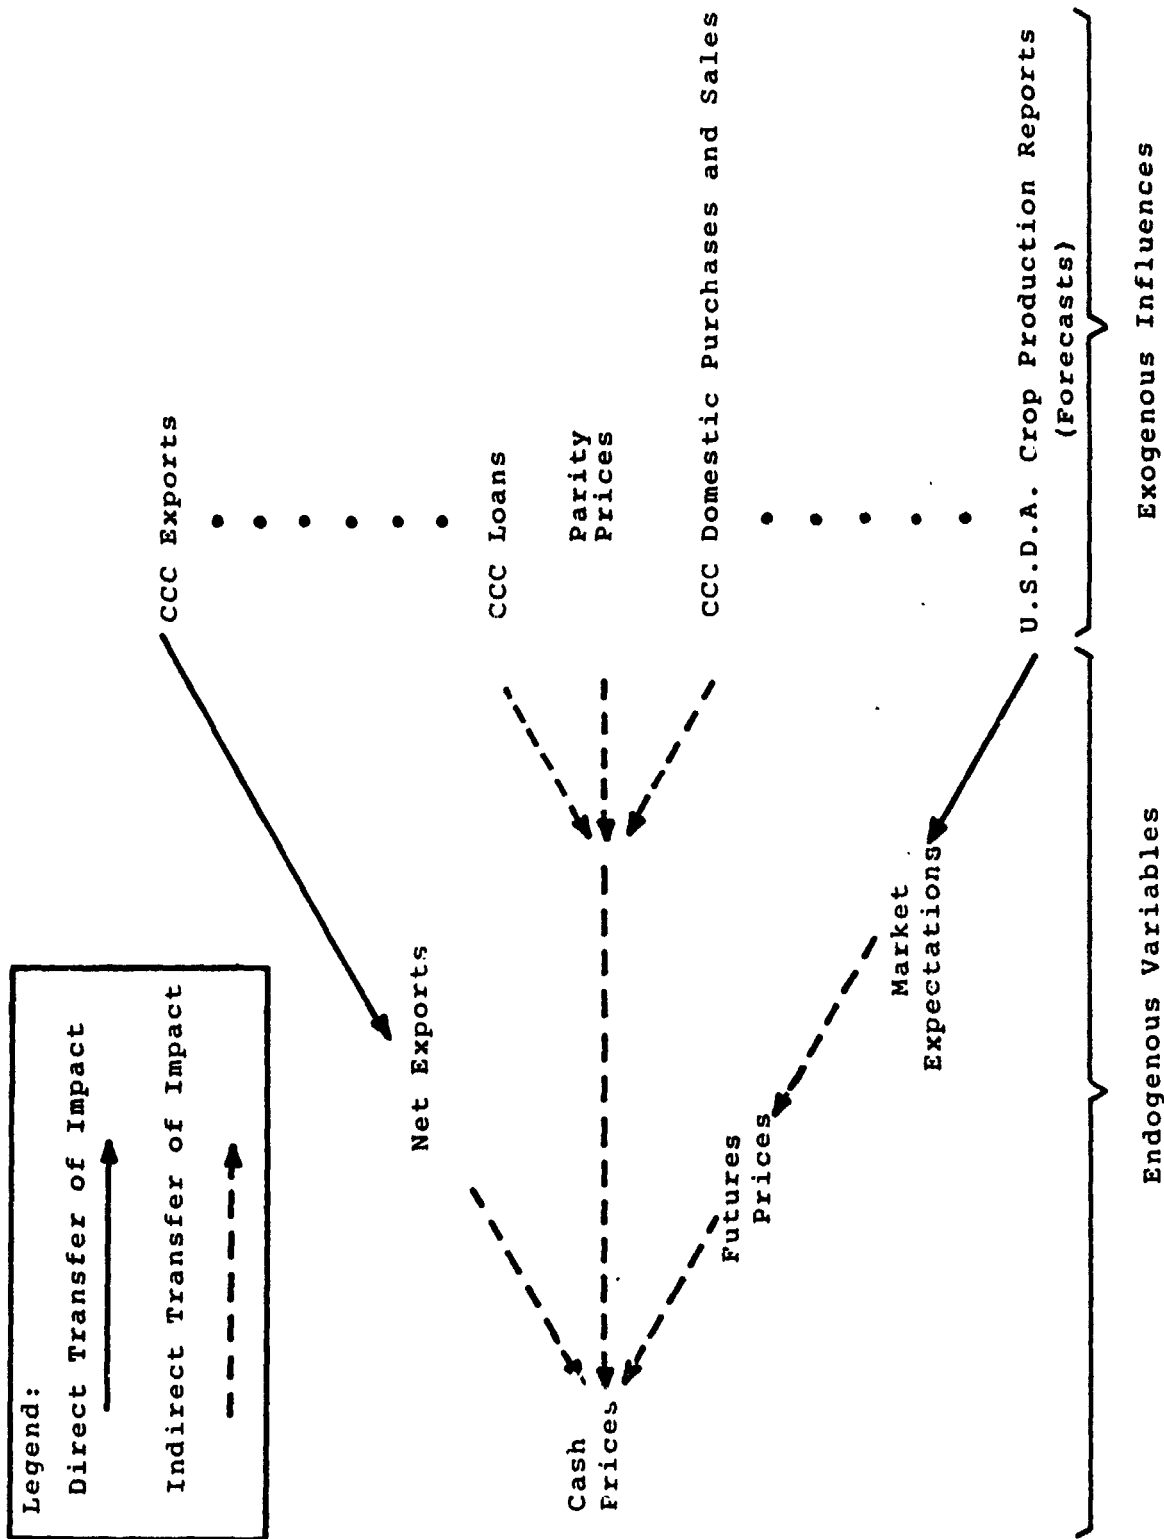 Legend:
Direct Transfer of Impact
Indirect Transfer of Impact
CCC Exports
Net Exports
CCC Loans
Cash
Prices
Parity
Prices
CCC Domestic Purchases and Sales
Futures
Prices
Market
Expectations
U.S.D.A. Crop Production Reports
(Forecasts)
Endogenous Variables
Exogenous Influences